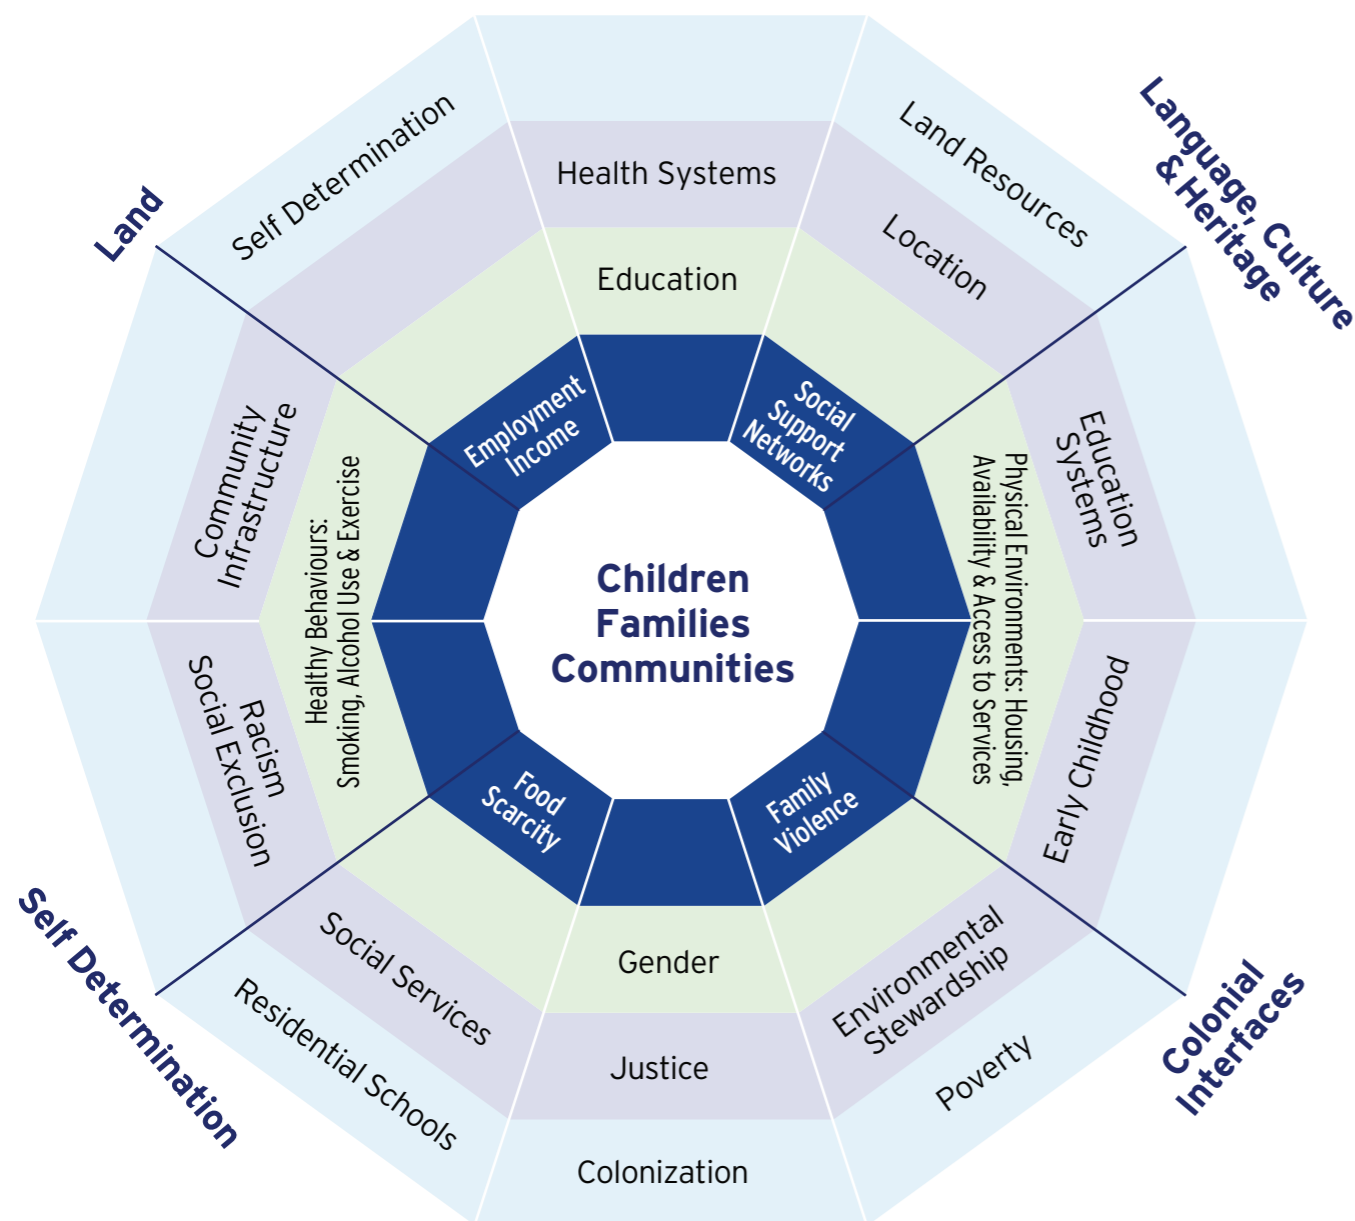 Language, Culture
& Heritage
Land
Self Determination
Land Resources
Health Systems
Location
Education
Employment
Income
Social
Support
Networks
Community
Infrastructure
Education
Systems
Healthy Behaviours:
Smoking, Alcohol Use & Exercise
Physical Environments: Housing,
Availability & Access to Services
Children
Families
Communities
Racism
Social Exclusion
Early Childhood
Food
Scarcity
Family
Violence
Social Services
Gender
Environmental
Stewardship
Self Determination
Residential Schools
Justice
Poverty
Colonial
Interfaces
Colonization